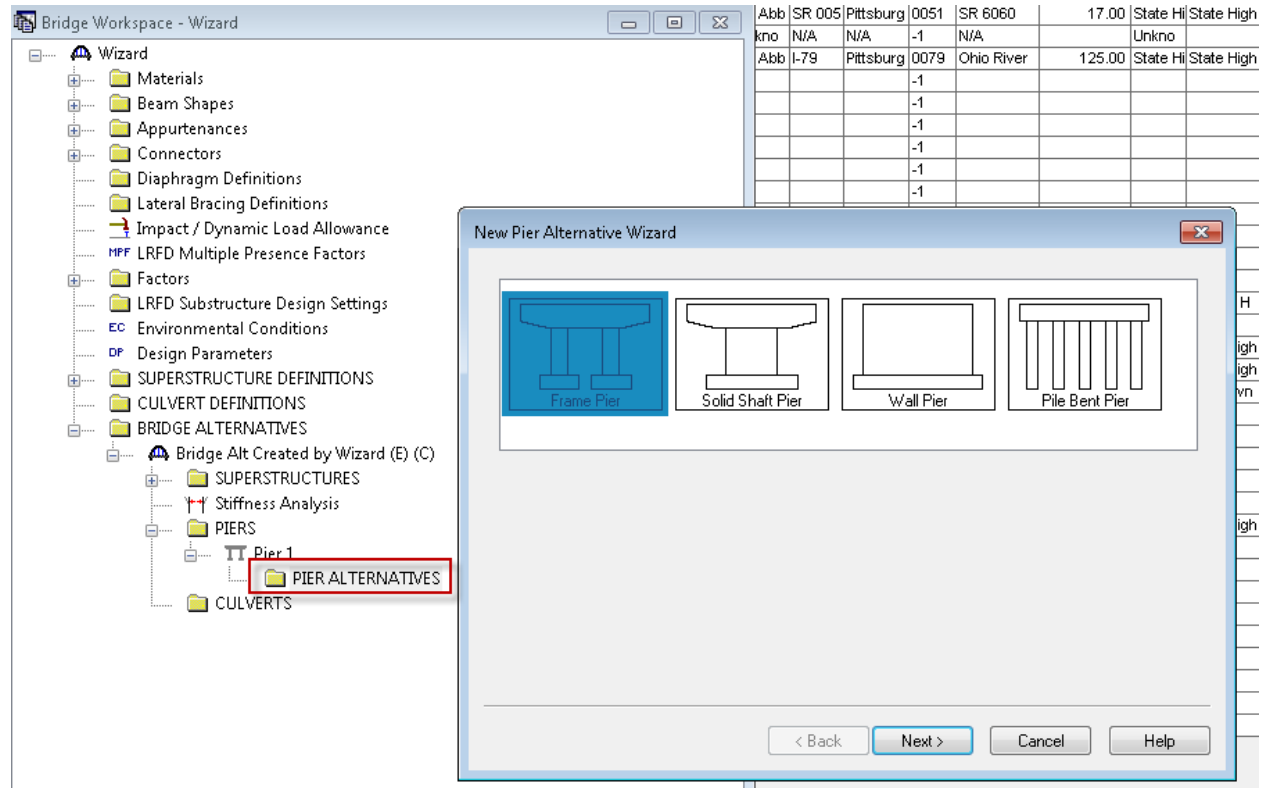 Bridge Workspace - Wizard
Wizard
Materials
Beam Shapes
Appurtenances
Connectors
Diaphragm Definitions
Lateral Bracing Definitions
Impact / Dynamic Load Allowance
MPF LRFD Multiple Presence Factors
Factors
LRFD Substructure Design Settings
EC Environmental Conditions
DP Design Parameters
SUPERSTRUCTURE DEFINITIONS
CULVERT DEFINITIONS
BRIDGE ALTERNATIVES
Bridge Alt Created by Wizard (E) (C)
SUPERSTRUCTURES
Stiffness Analysis
PIERS
Pier 1
PIER ALTERNATIVES
CULVERTS
Abb SR 005 Pittsburg 0051 SR 6060 17.00 State Hi State High
kno N/A N/A -1 N/A Unkno
Abb I-79 Pittsburg 0079 Ohio River 125.00 State Hi State High
-1
-1
-1
-1
-1
-1
H
igh
igh
vn
igh
New Pier Alternative Wizard
Frame Pier Solid Shaft Pier Wall Pier Pile Bent Pier
< Back Next > Cancel Help